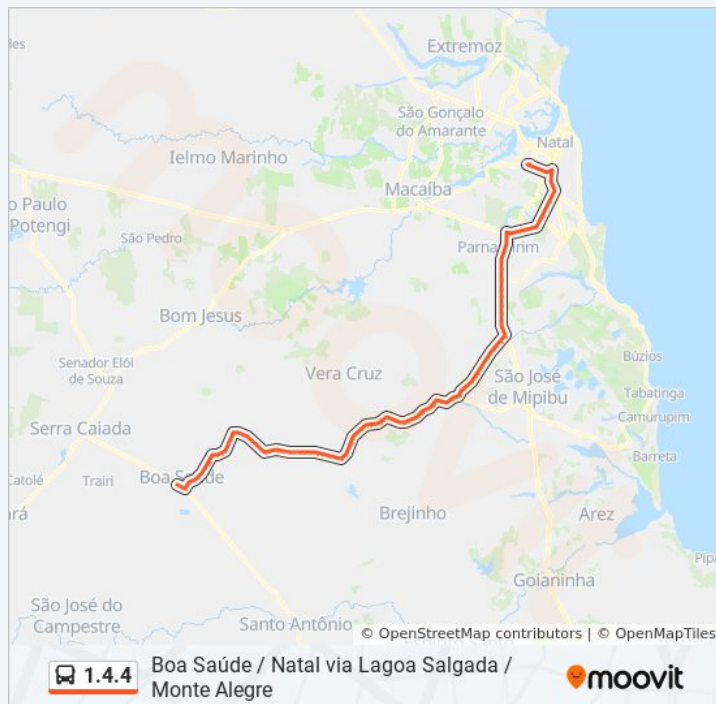 Extremoz
São Gonçalo
do Amarante
Natal
Ielmo Marinho
Macaíba
o Paulo
Potengi
São Pedro
Parnamirim
Bom Jesus
Senador Elói
de Souza
Vera Cruz
Búzios
São José
de Mipibu
Tabatinga
Camurupim
Serra Caiada
Barreta
Catolé
Trairi
Boa Saúde
ará
Brejinho
Arez
Pipa
Goianinha
São José do
Campestre
Santo Antônio
© OpenStreetMap contributors | © OpenMapTiles
1.4.4
Boa Saúde / Natal via Lagoa Salgada /
Monte Alegre
moovit